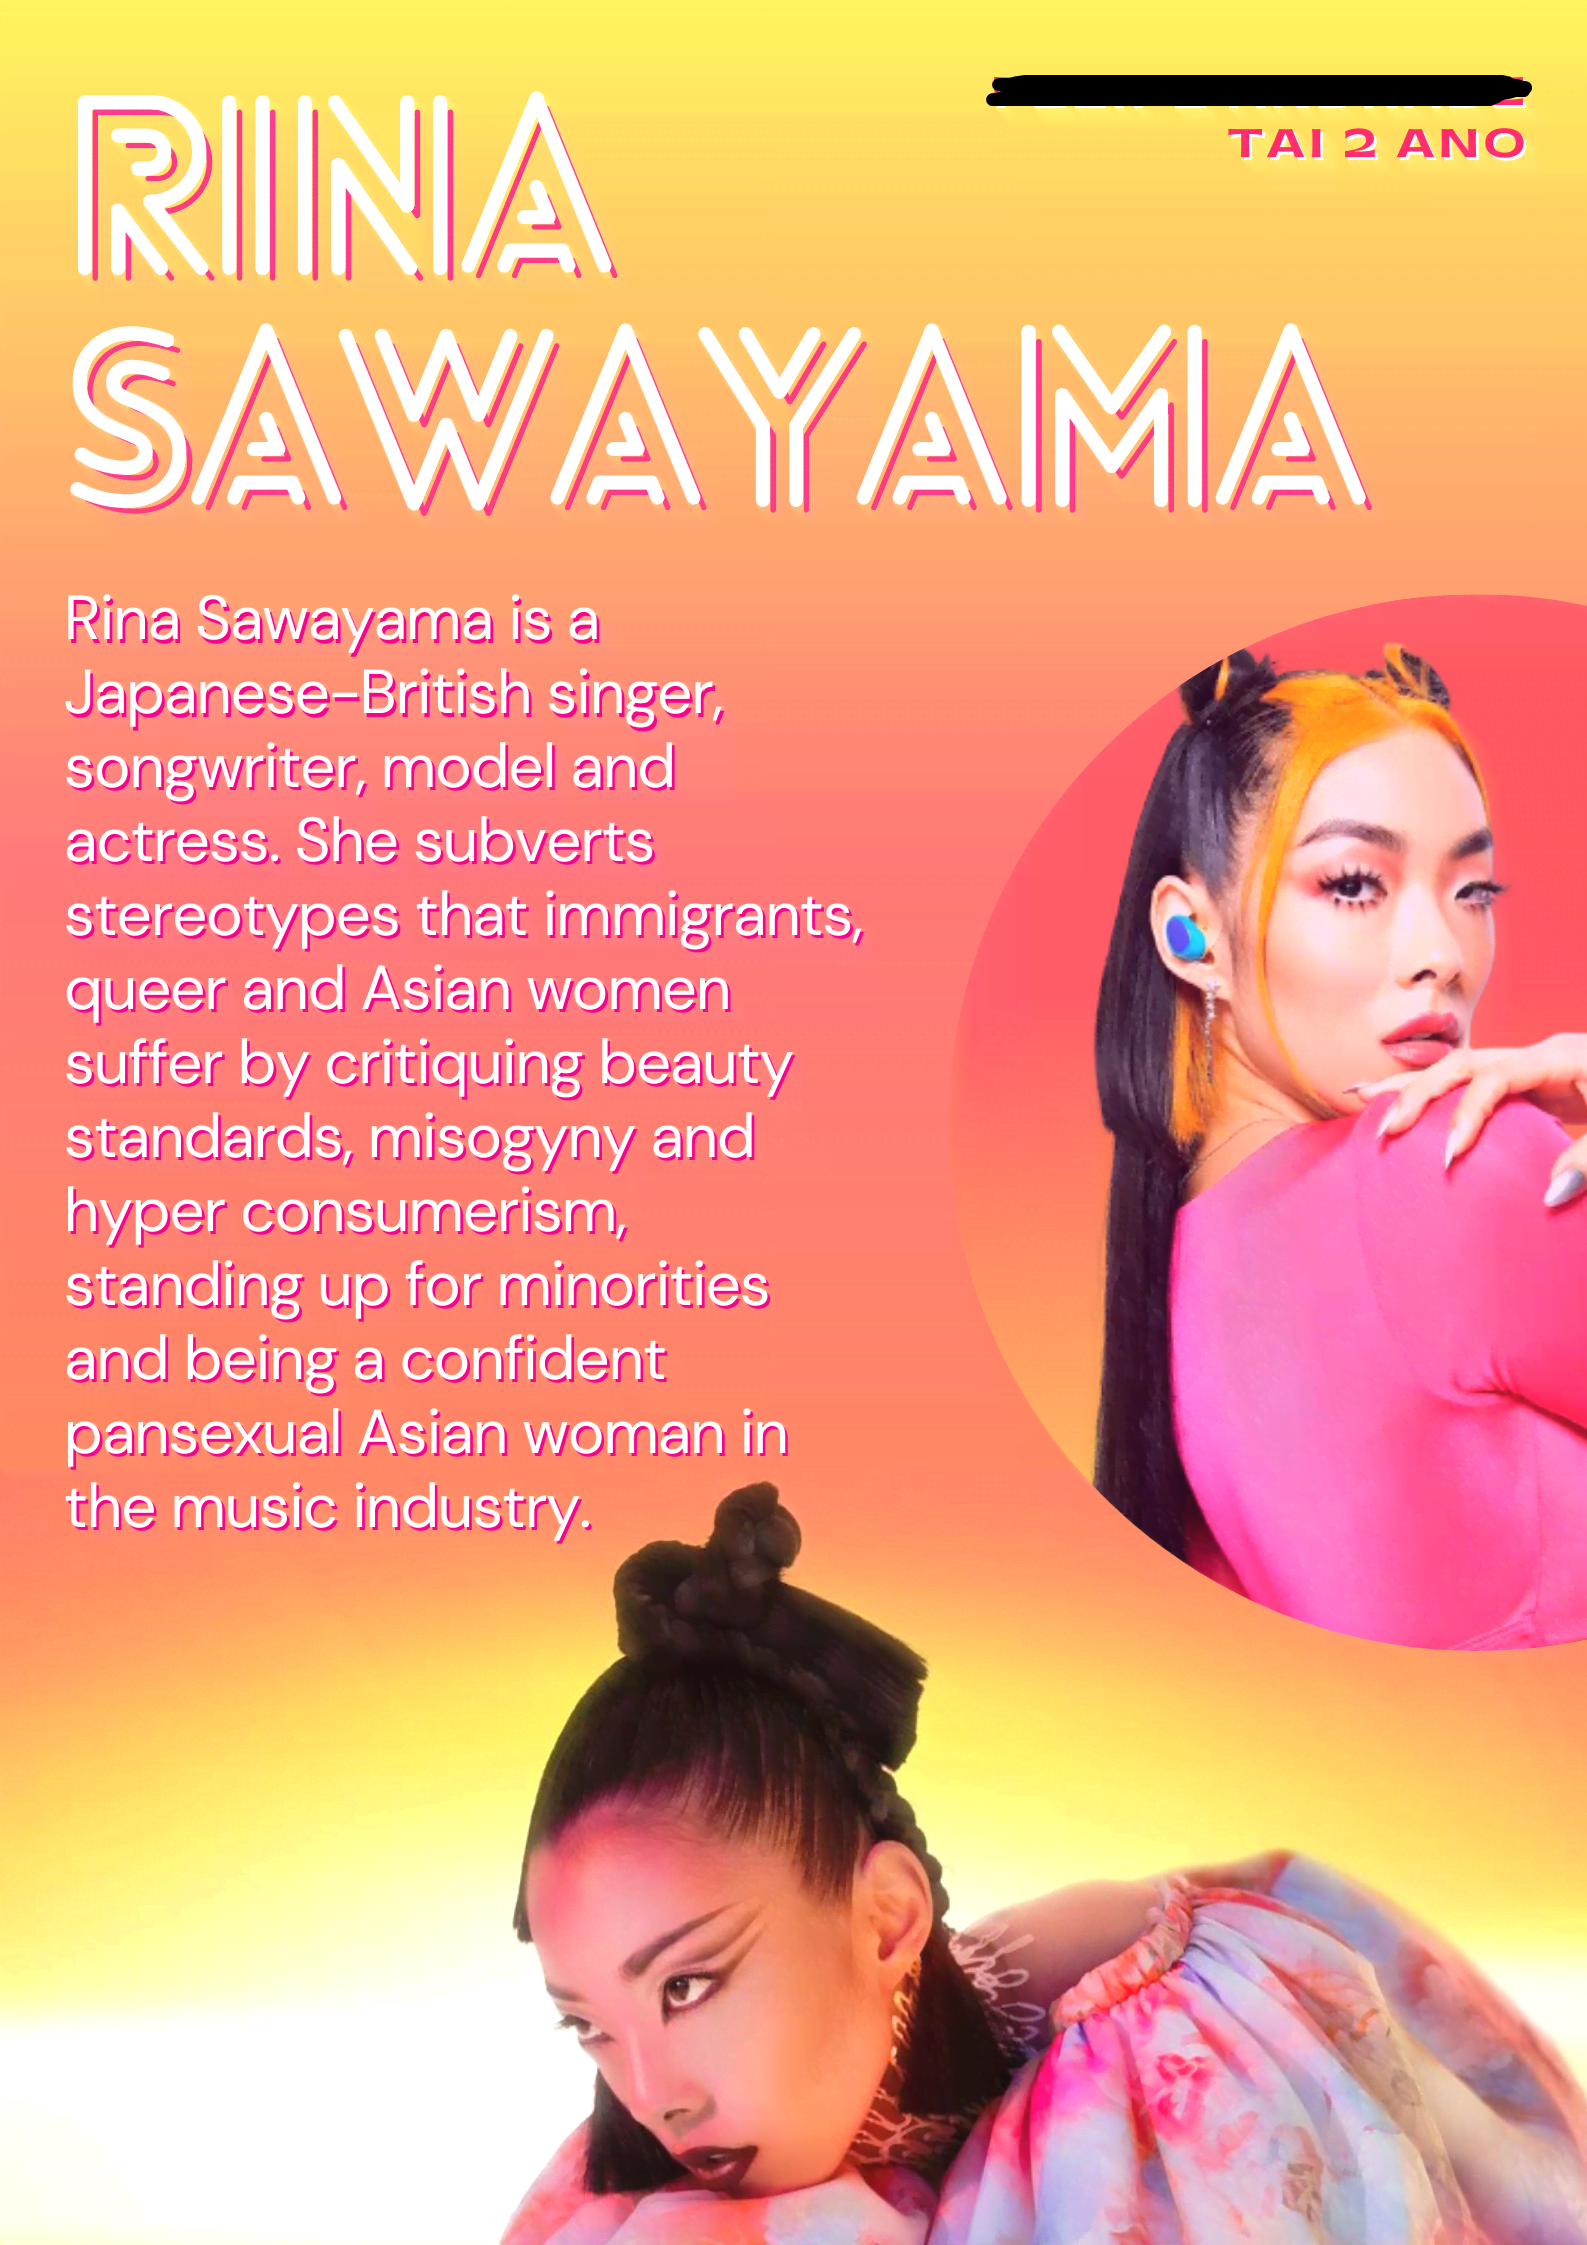 RINA
SAWAYAMA
TAI 2 ANO
Rina Sawayama is a
Japanese-British singer,
songwriter, model and
actress. She subverts
stereotypes that immigrants,
queer and Asian women
suffer by critiquing beauty
standards, misogyny and
hyper consumerism,
standing up for minorities
and being a confident
pansexual Asian woman in
the music industry.